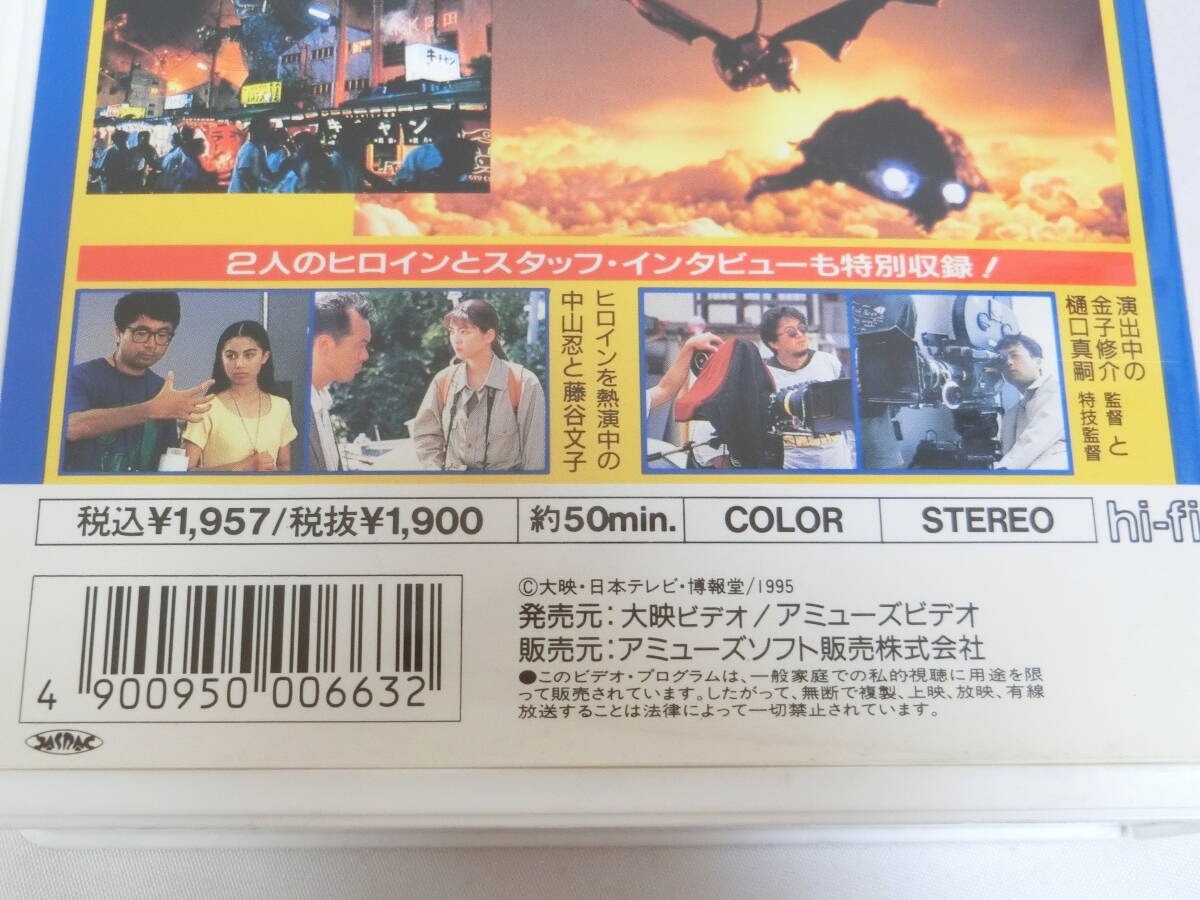 K 田
牛チャン
牛チャン
2人のヒロインとスタッフ・インタビューも特別収録!
ヒロインを熱演中の
中山忍と藤谷文子
演出中の
金子修介 監督 と
樋口真嗣 特技監督
税込¥1,957/税抜¥1,900
約50min.
COLOR
STEREO
hi-fi
©大映・日本テレビ・博報堂/1995
発売元:大映ビデオ/アミューズビデオ
販売元:アミューズソフト販売株式会社
●このビデオ・プログラムは、一般家庭での私的視聴に用途を限
って販売されています。したがって、無断で複製、上映、放映、有線
放送することは法律によって一切禁止されています。
4 900950 006632
JASRAC